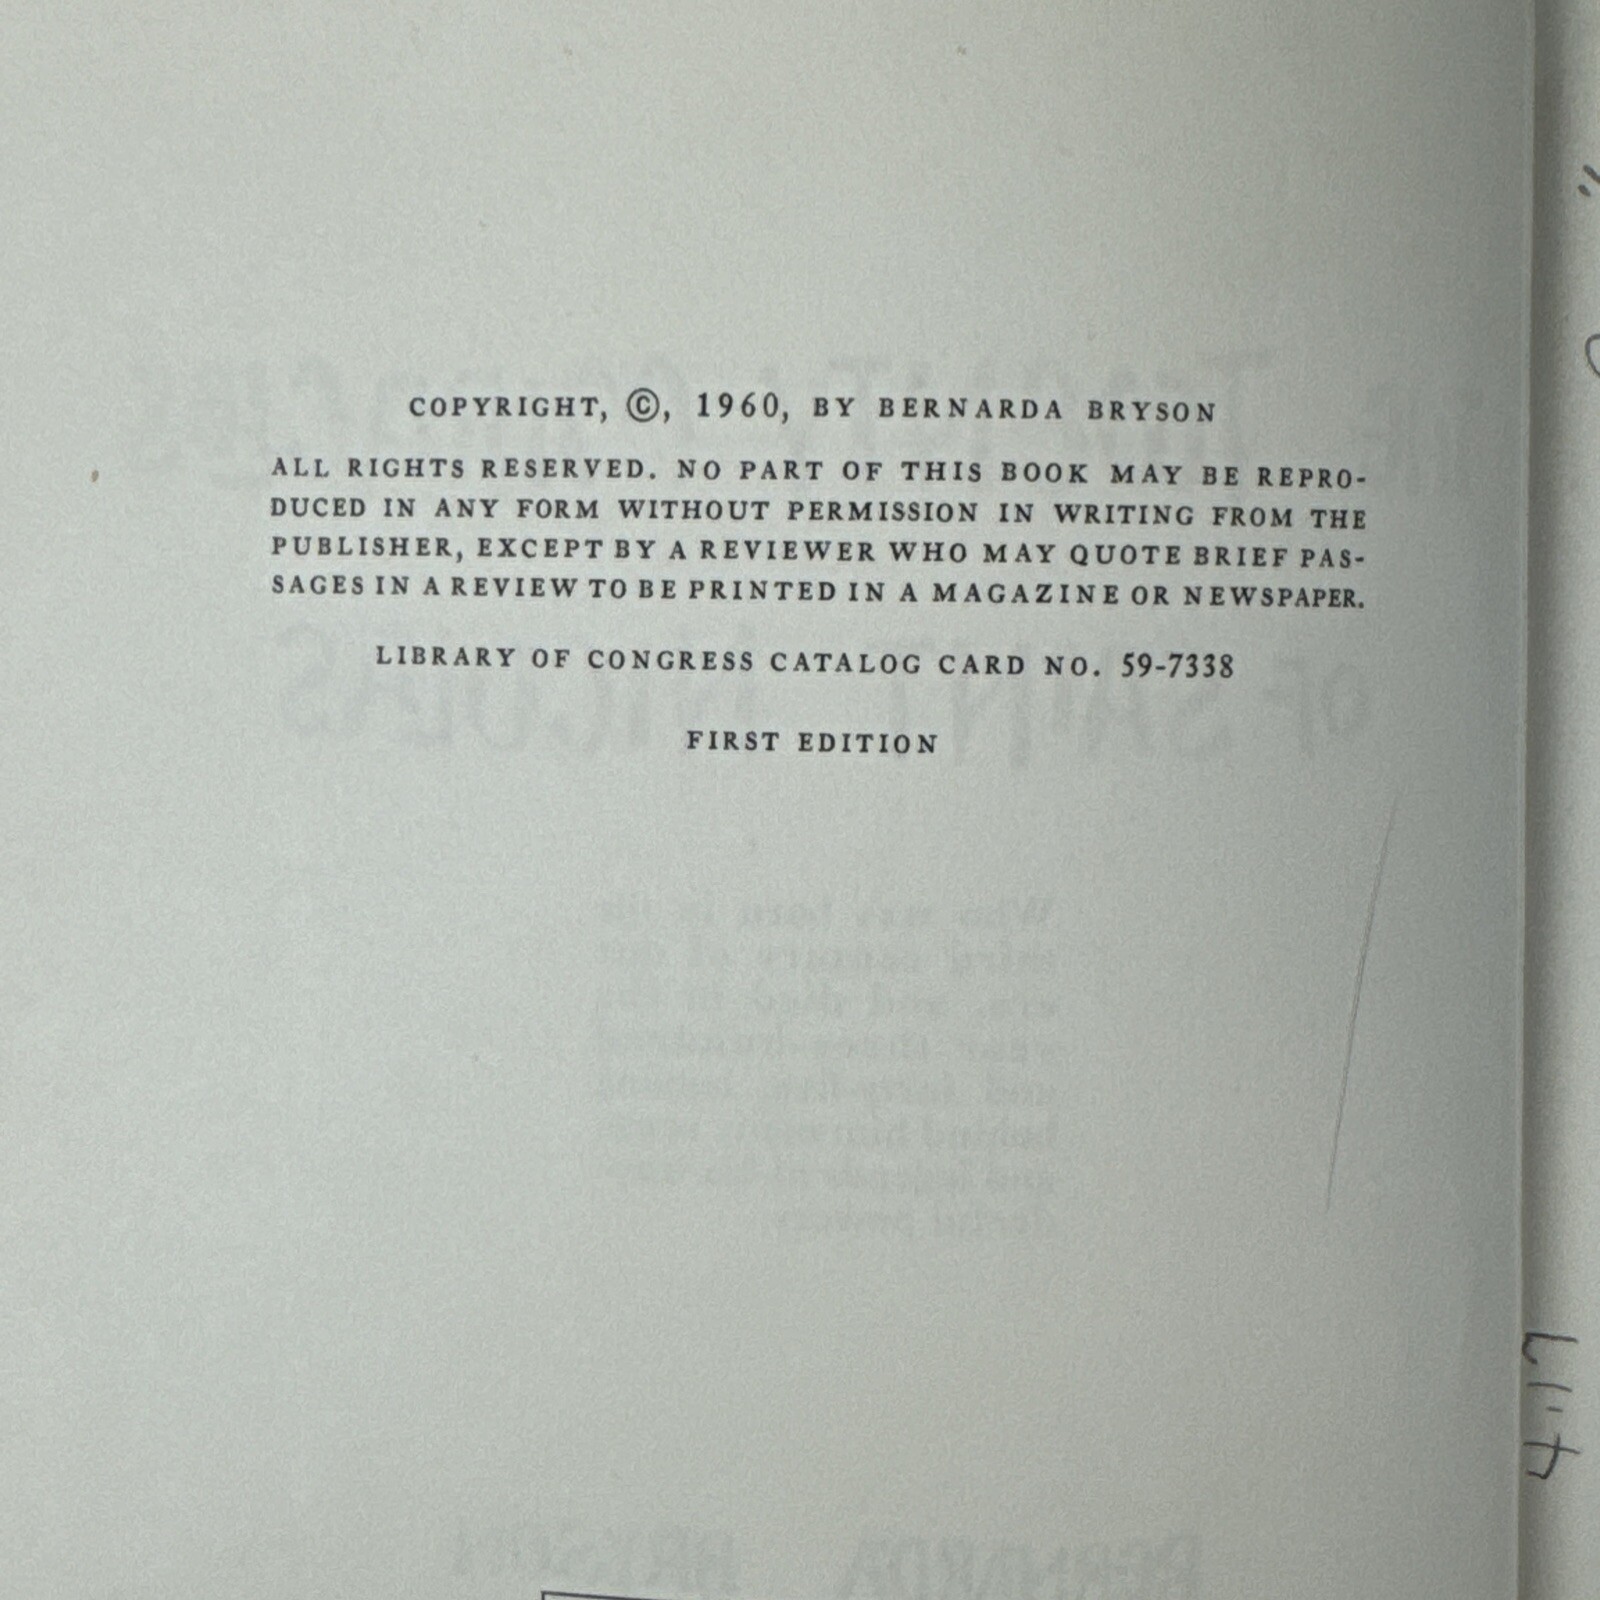 COPYRIGHT, ©, 1960, BY BERNARDA BRYSON
ALL RIGHTS RESERVED. NO PART OF THIS BOOK MAY BE REPRO-
DUCED IN ANY FORM WITHOUT PERMISSION IN WRITING FROM THE
PUBLISHER, EXCEPT BY A REVIEWER WHO MAY QUOTE BRIEF PAS-
SAGES IN A REVIEW TO BE PRINTED IN A MAGAZINE OR NEWSPAPER.
LIBRARY OF CONGRESS CATALOG CARD NO. 59-7338
FIRST EDITION